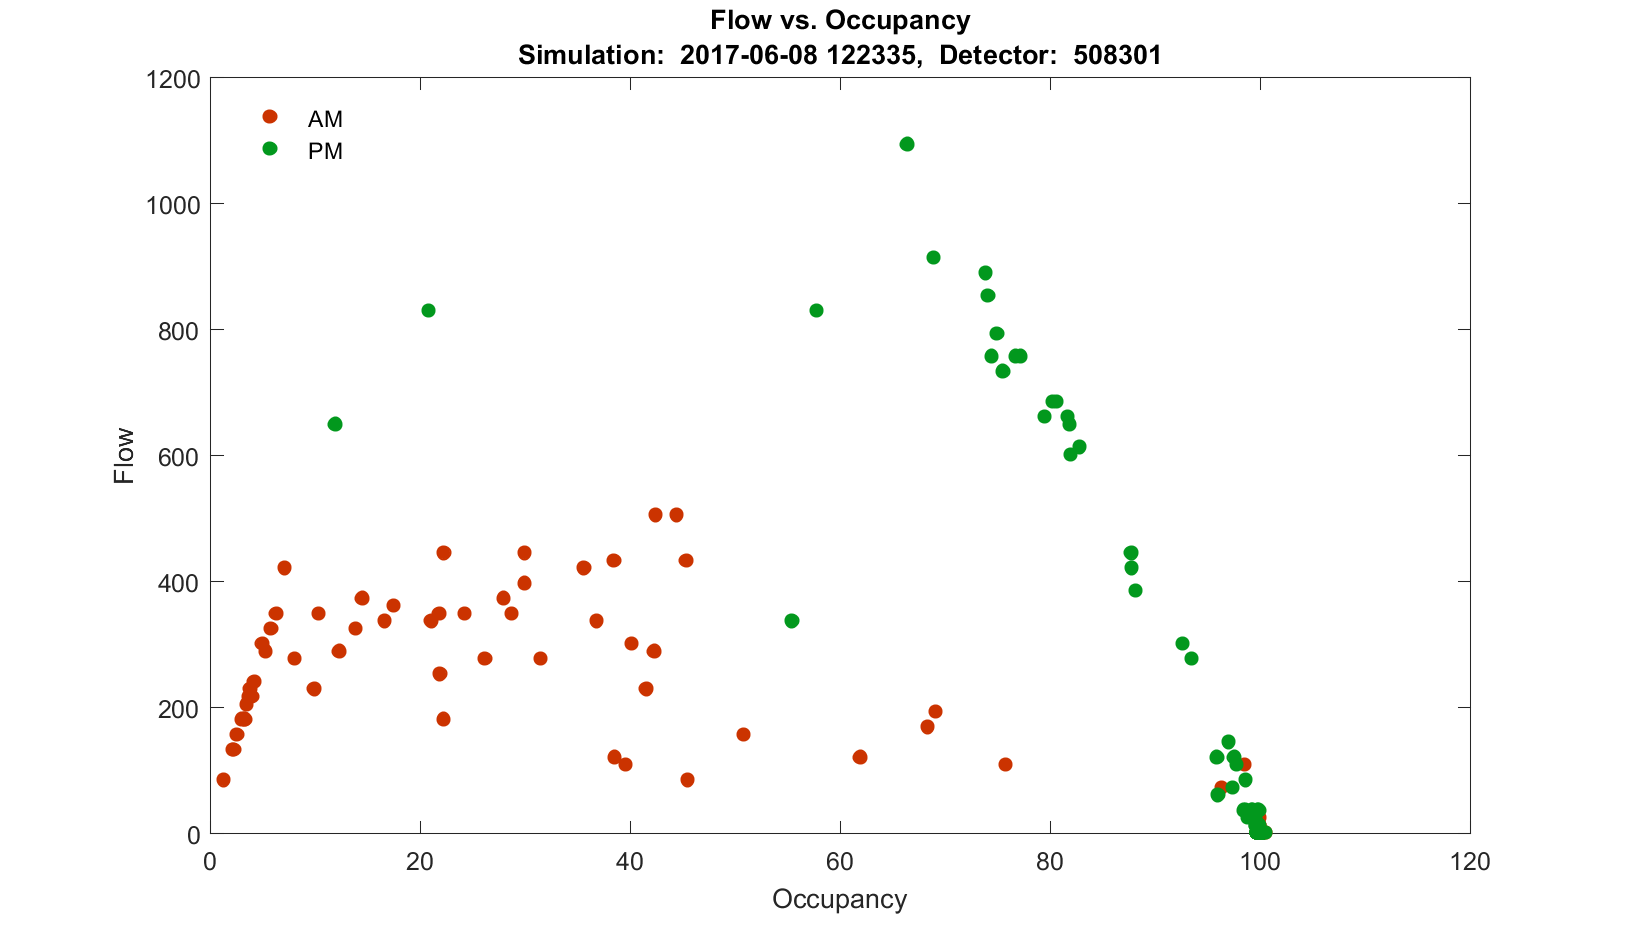 Flow vs. Occupancy
Simulation:  2017-06-08 122335,  Detector:  508301
1200
AM
PM
1000
800
Flow
600
400
200
0
0 20 40 60 80 100 120
Occupancy